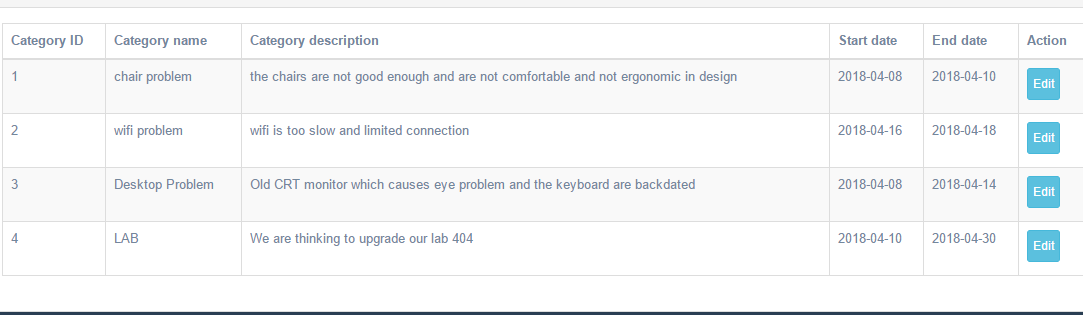 Category ID Category name Category description Start date End date Action
1 chair problem the chairs are not good enough and are not comfortable and not ergonomic in design 2018-04-08 2018-04-10 Edit
2 wifi problem wifi is too slow and limited connection 2018-04-16 2018-04-18 Edit
3 Desktop Problem Old CRT monitor which causes eye problem and the keyboard are backdated 2018-04-08 2018-04-14 Edit
4 LAB We are thinking to upgrade our lab 404 2018-04-10 2018-04-30 Edit